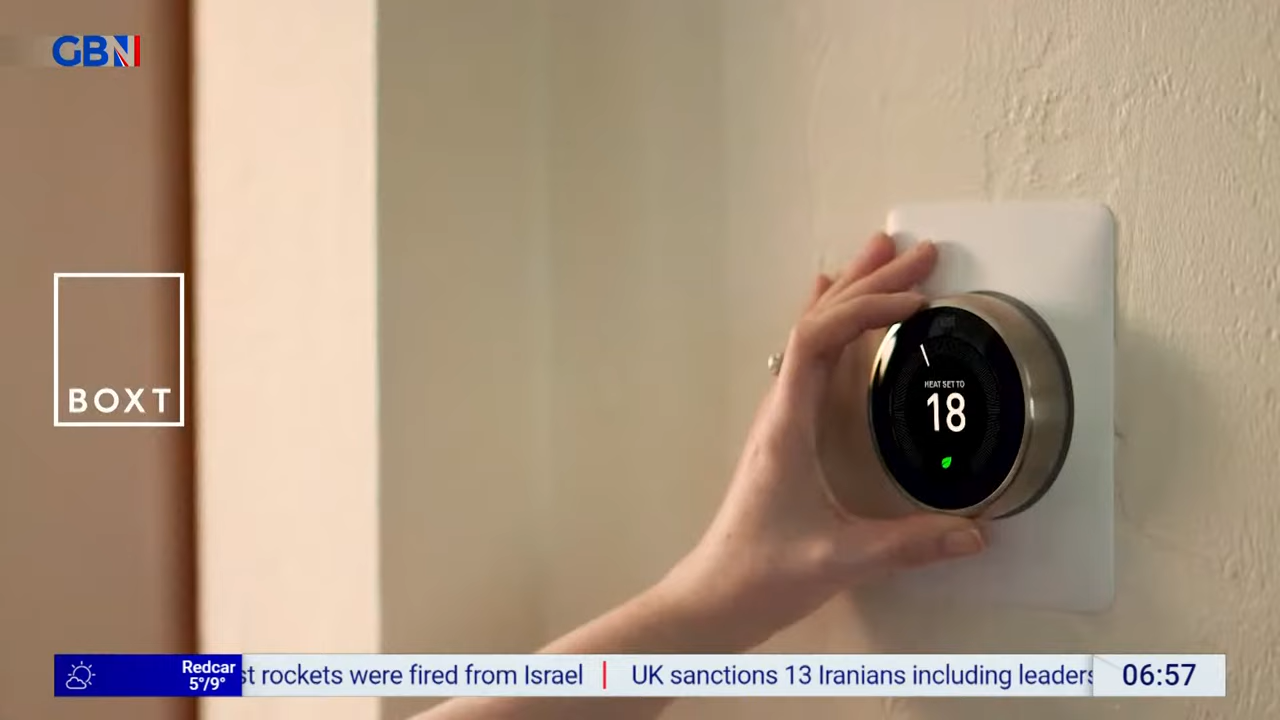 GBN
BOXT
HEAT SET TO
18
Redcar
5°/9°
st rockets were fired from Israel | UK sanctions 13 Iranians including leaders
06:57